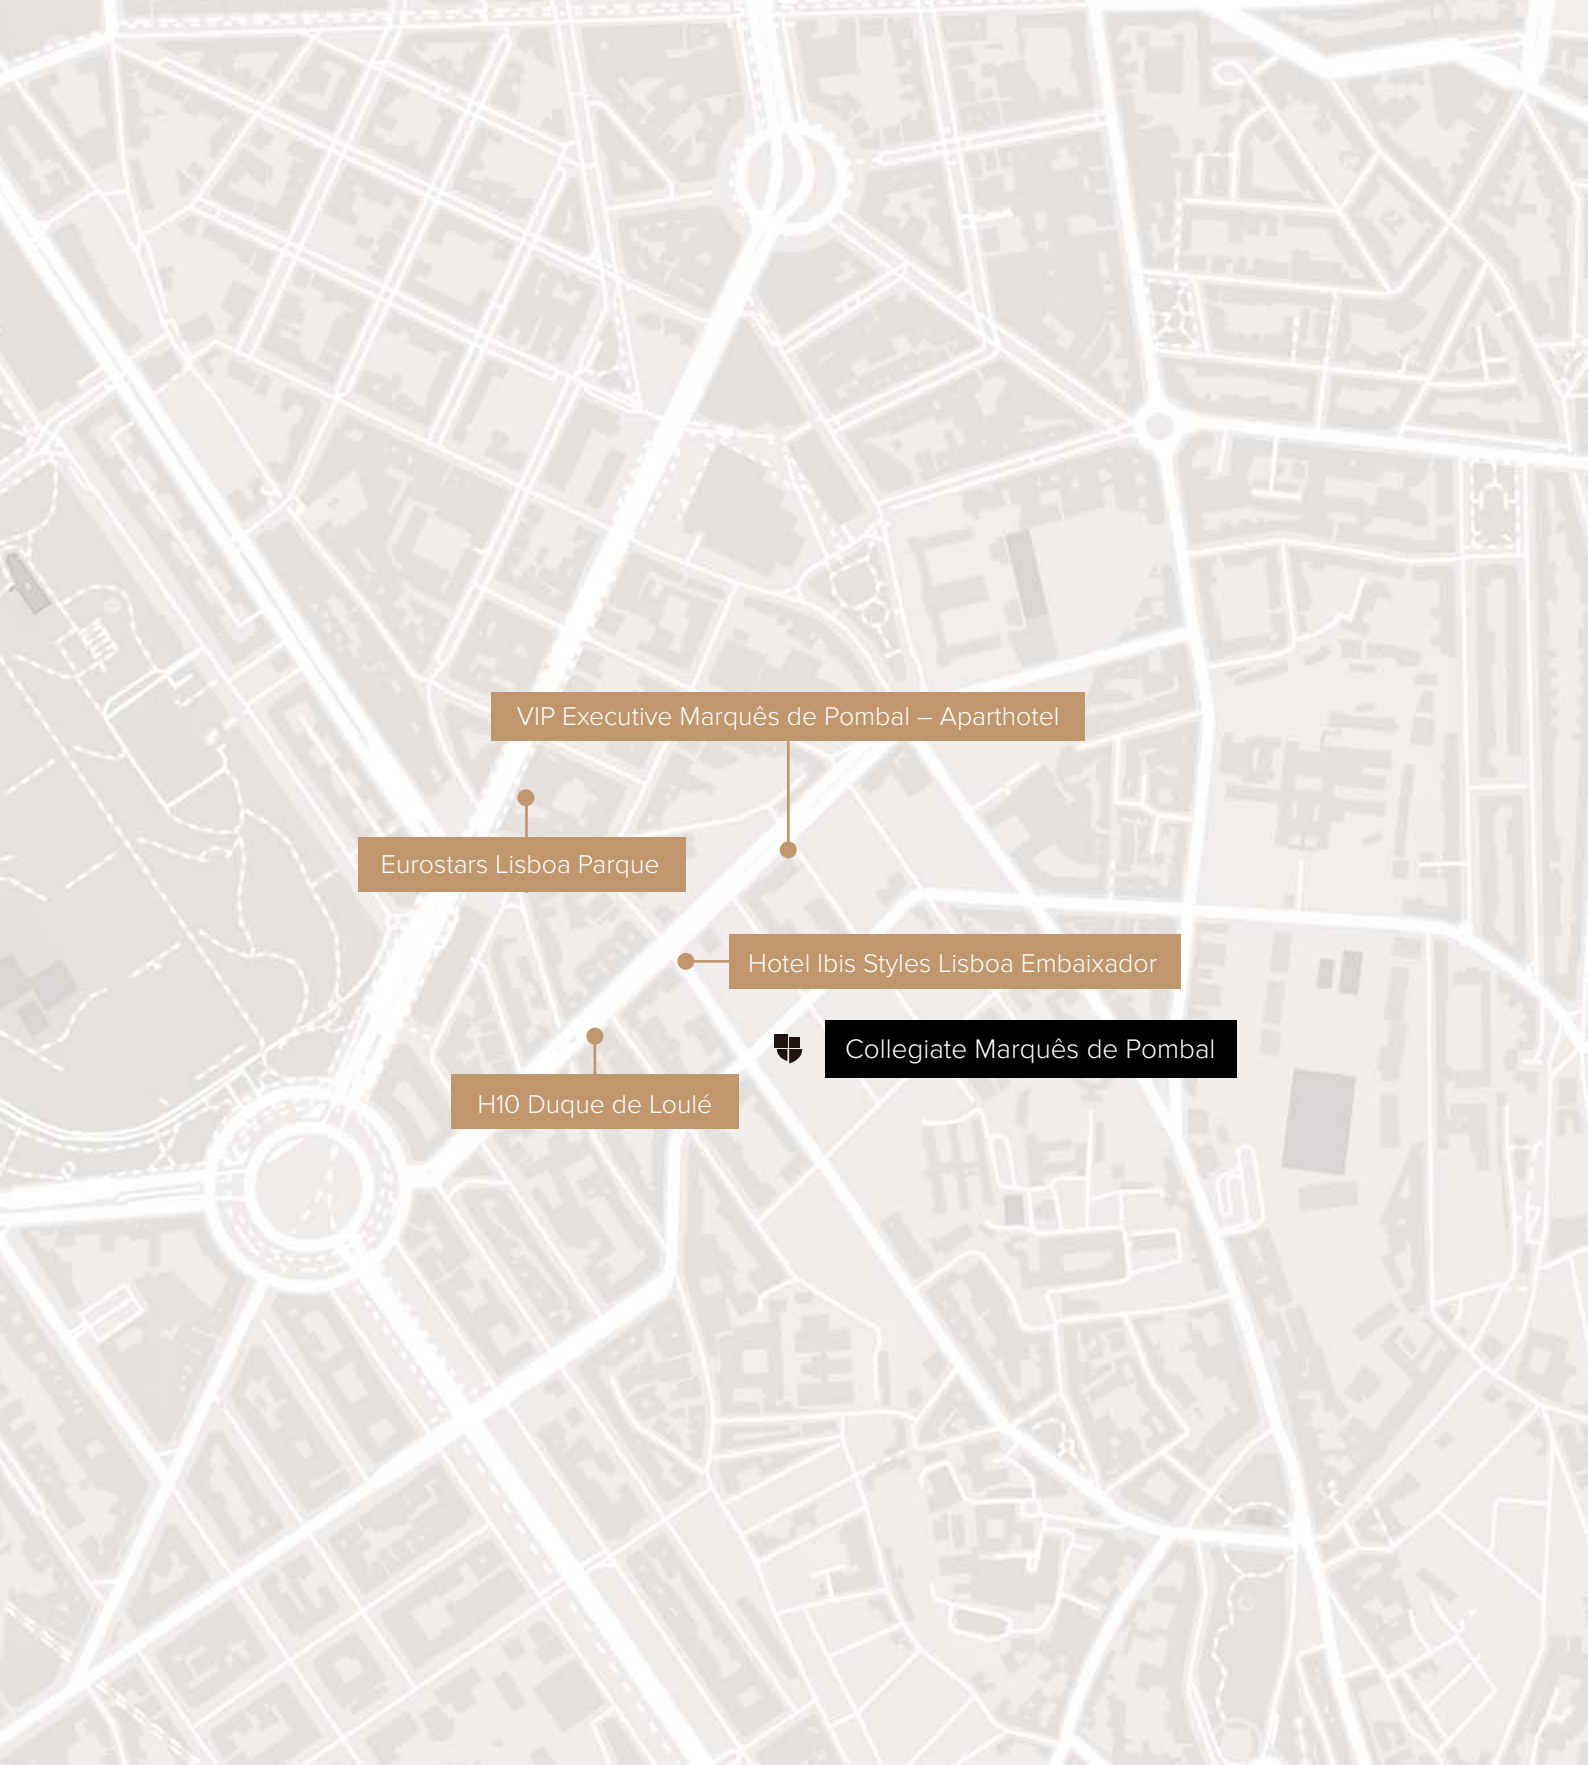 VIP Executive Marquês de Pombal – Aparthotel
Eurostars Lisboa Parque
Hotel Ibis Styles Lisboa Embaixador
Collegiate Marquês de Pombal
H10 Duque de Loulé